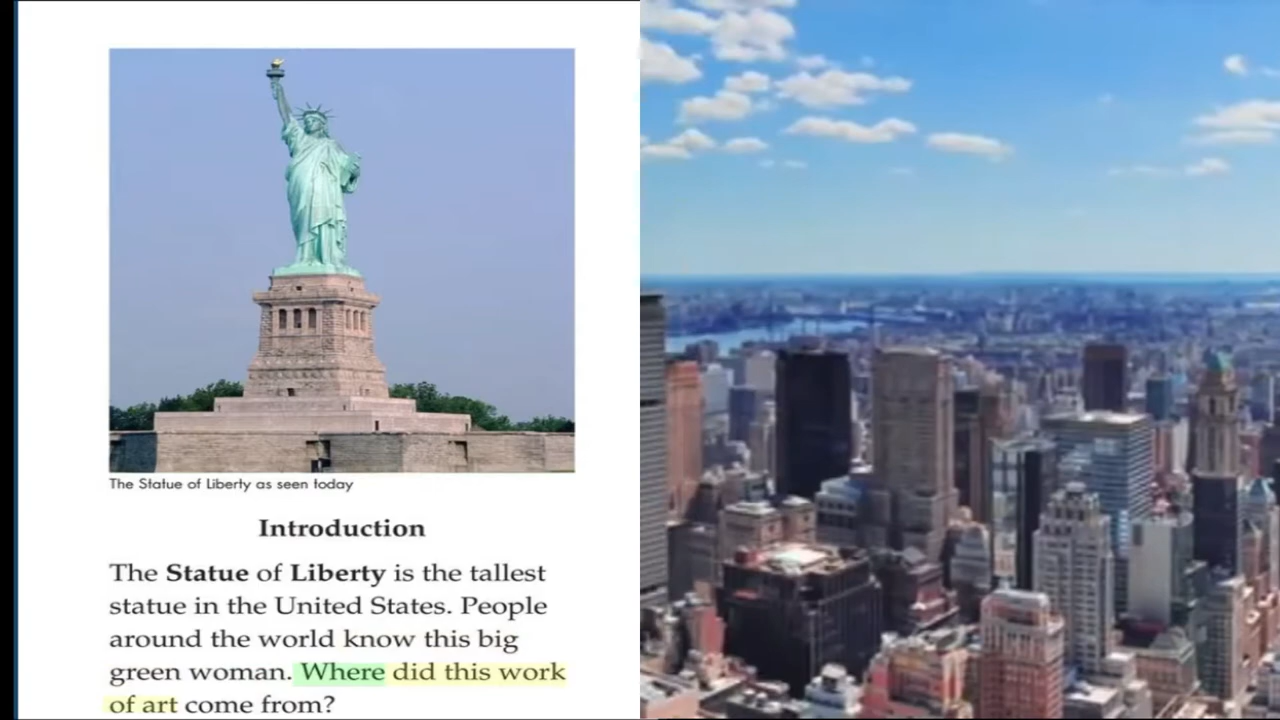 The Statue of Liberty as seen today
Introduction
The Statue of Liberty is the tallest
statue in the United States. People
around the world know this big
green woman. Where did this work
of art come from?